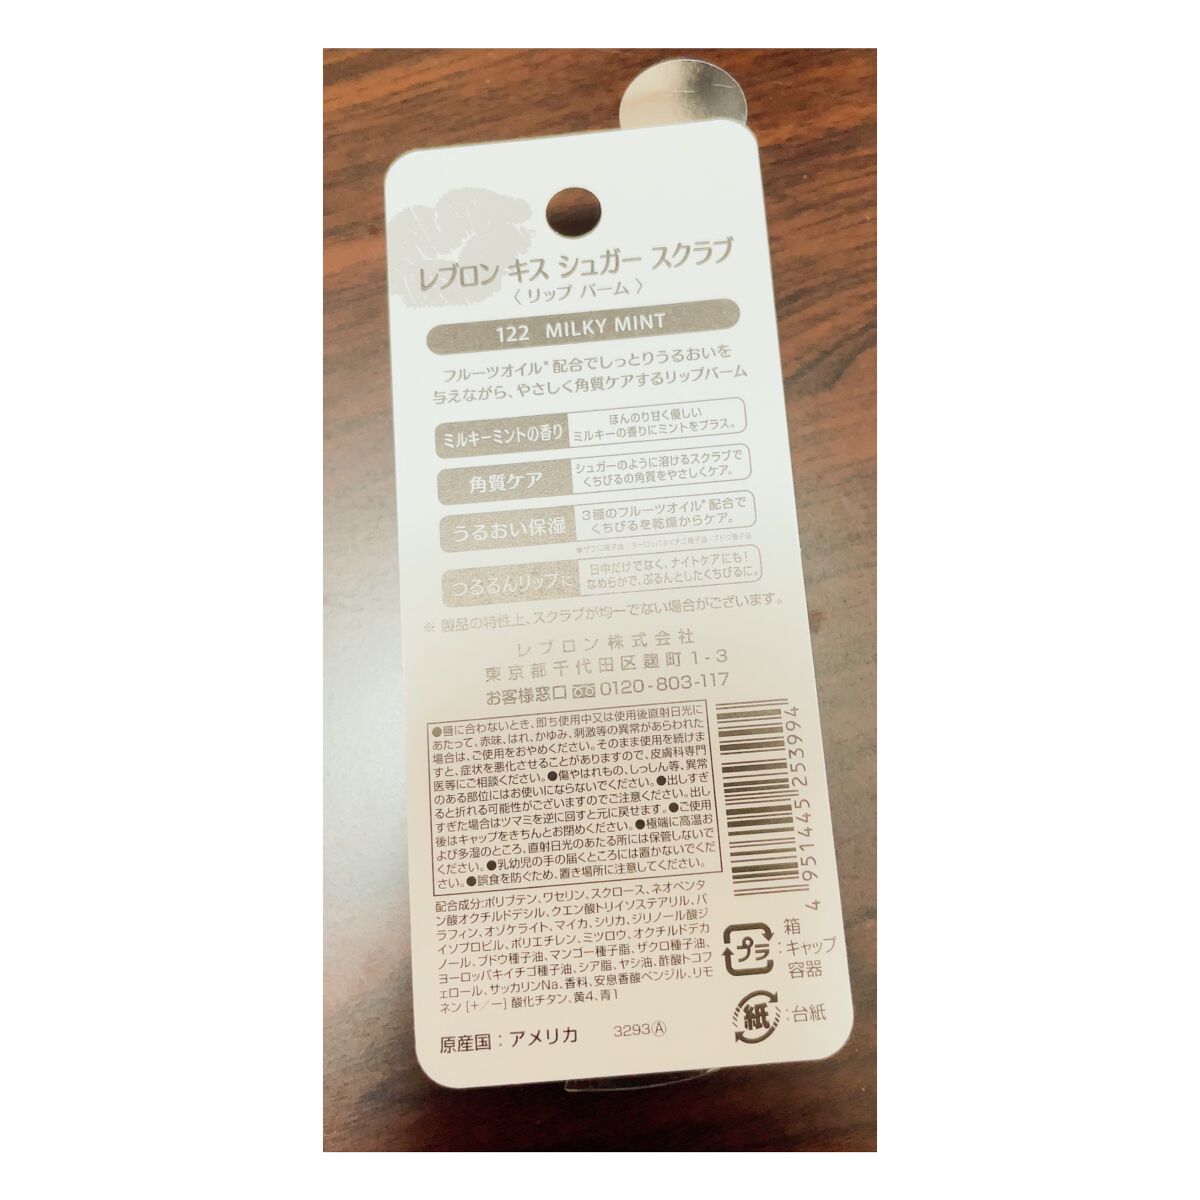 レブロン キス シュガー スクラブ
〈リップ バーム〉
122 MILKY MINT
フルーツオイル*配合でしっとりうるおいを
与えながら、やさしく角質ケアするリップバーム
ミルキーミントの香り
ほんのり甘く優しい
ミルキーの香りにミントをプラス。
角質ケア
シュガーのように溶けるスクラブで
くちびるの角質をやさしくケア。
うるおい保湿
3種のフルーツオイル*配合で
くちびるを乾燥からケア。
*ザクロ種子油・ヨーロッパキイチゴ種子油・ブドウ種子油
つるるんリップに
日中だけでなく、ナイトケアにも!
なめらかで、ぷるんとしたくちびるに。
※ 製品の特性上、スクラブが均一でない場合がございます。
レブロン株式会社
東京都千代田区麹町1-3
お客様窓口 0120-803-117
●唇に合わないとき、即ち使用中又は使用後直射日光に
あたって、赤味、はれ、かゆみ、刺激等の異常があらわれた
場合は、ご使用をおやめください。そのまま使用を続けま
すと、症状を悪化させることがありますので、皮膚科専門
医等にご相談ください。●傷やはれもの、しっしん等、異常
のある部位にはお使いにならないでください。●出しすぎ
ると折れる可能性がございますのでご注意ください。出し
すぎた場合はツマミを逆に回すと元に戻せます。●ご使用
後はキャップをきちんとお閉めください。●極端に高温お
よび多湿のところ、直射日光のあたる所には保管しないで
ください。●乳幼児の手の届くところには置かないでくだ
さい。●誤食を防ぐため、置き場所に注意してください。
配合成分:ポリブテン、ワセリン、スクロース、ネオペンタ
ン酸オクチルドデシル、クエン酸トリイソステアリル、パ
ラフィン、オゾケライト、マイカ、シリカ、ジリノール酸ジ
イソプロピル、ポリエチレン、ミツロウ、オクチルドデカ
ノール、ブドウ種子油、マンゴー種子脂、ザクロ種子油、
ヨーロッパキイチゴ種子油、シア脂、ヤシ油、酢酸トコフ
ェロール、サッカリンNa、香料、安息香酸ベンジル、リモ
ネン [+/ー] 酸化チタン、黄4、青1
原産国:アメリカ
3293Ⓐ
4 951445 253994
プラ
箱
:キャップ
容器
紙
:台紙